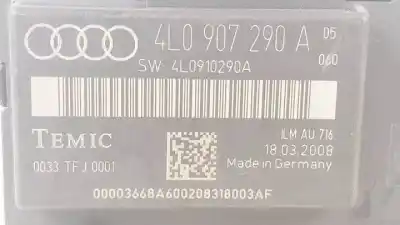 4L0 907 290 A 05
SW 4L0910290A 060
TEMIC
ILM AU 716
18.03.2008
0033 TFJ 0001
Made in Germany
00003668A600208318003AF